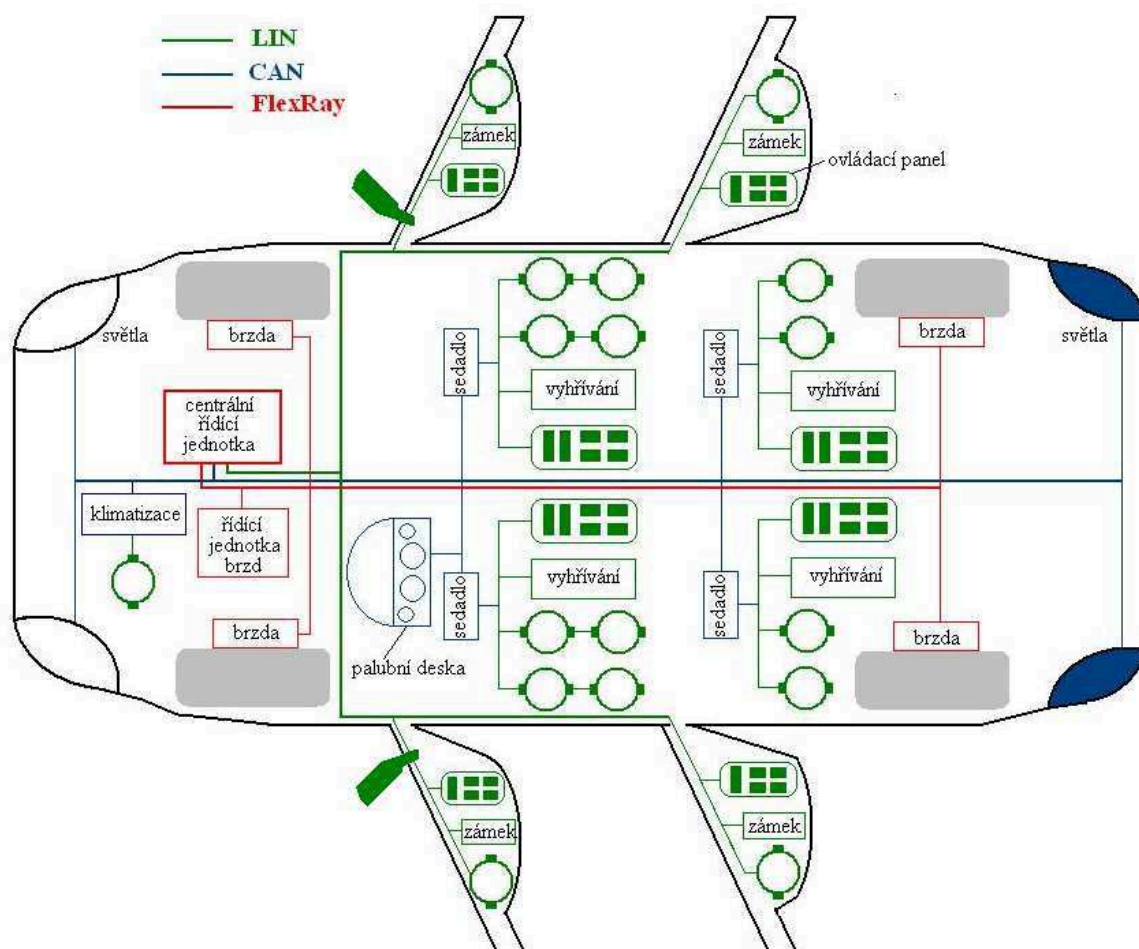 LIN
CAN
FlexRay
zámek
zámek
ovládací panel
světla
brzda
sedadlo
vyhřívání
sedadlo
vyhřívání
brzda
světla
centrální
řídící
jednotka
klimatizace
řídící
jednotka
brzd
brzda
palubní deska
sedadlo
vyhřívání
sedadlo
vyhřívání
brzda
zámek
zámek